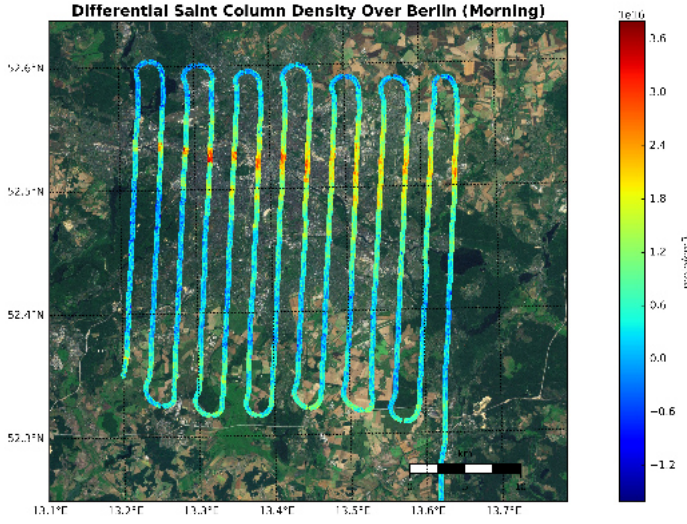 Differential Saint Column Density Over Berlin (Morning)
1e16
52.6°N
52.5°N
52.4°N
13.1°E 13.2°E 13.3°E 13.4°E 13.5°E 13.6°E 13.7°E
km
3.6
3.0
2.4
1.8
1.2
0.6
0.0
−0.6
−1.2